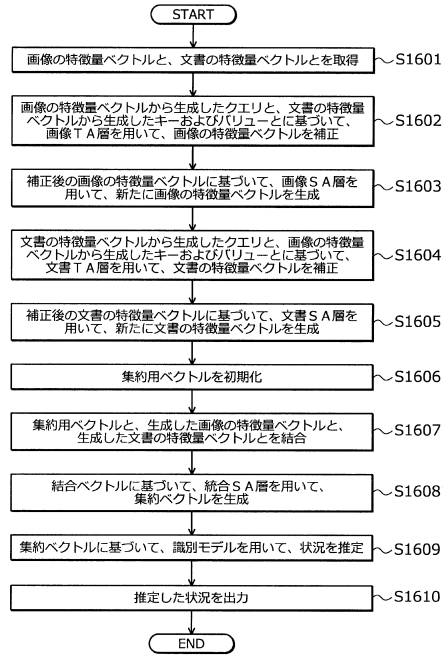 START
画像の特徴量ベクトルと、文書の特徴量ベクトルとを取得
S1601
画像の特徴量ベクトルから生成したクエリと、文書の特徴量
ベクトルから生成したキーおよびバリューとに基づいて、
画像TA層を用いて、画像の特徴量ベクトルを補正
S1602
補正後の画像の特徴量ベクトルに基づいて、画像SA層を
用いて、新たに画像の特徴量ベクトルを生成
S1603
文書の特徴量ベクトルから生成したクエリと、画像の特徴量
ベクトルから生成したキーおよびバリューとに基づいて、
文書TA層を用いて、文書の特徴量ベクトルを補正
S1604
補正後の文書の特徴量ベクトルに基づいて、文書SA層を
用いて、新たに文書の特徴量ベクトルを生成
S1605
集約用ベクトルを初期化
S1606
集約用ベクトルと、生成した画像の特徴量ベクトルと、
生成した文書の特徴量ベクトルとを結合
S1607
結合ベクトルに基づいて、統合SA層を用いて、
集約ベクトルを生成
S1608
集約ベクトルに基づいて、識別モデルを用いて、状況を推定
S1609
推定した状況を出力
S1610
END